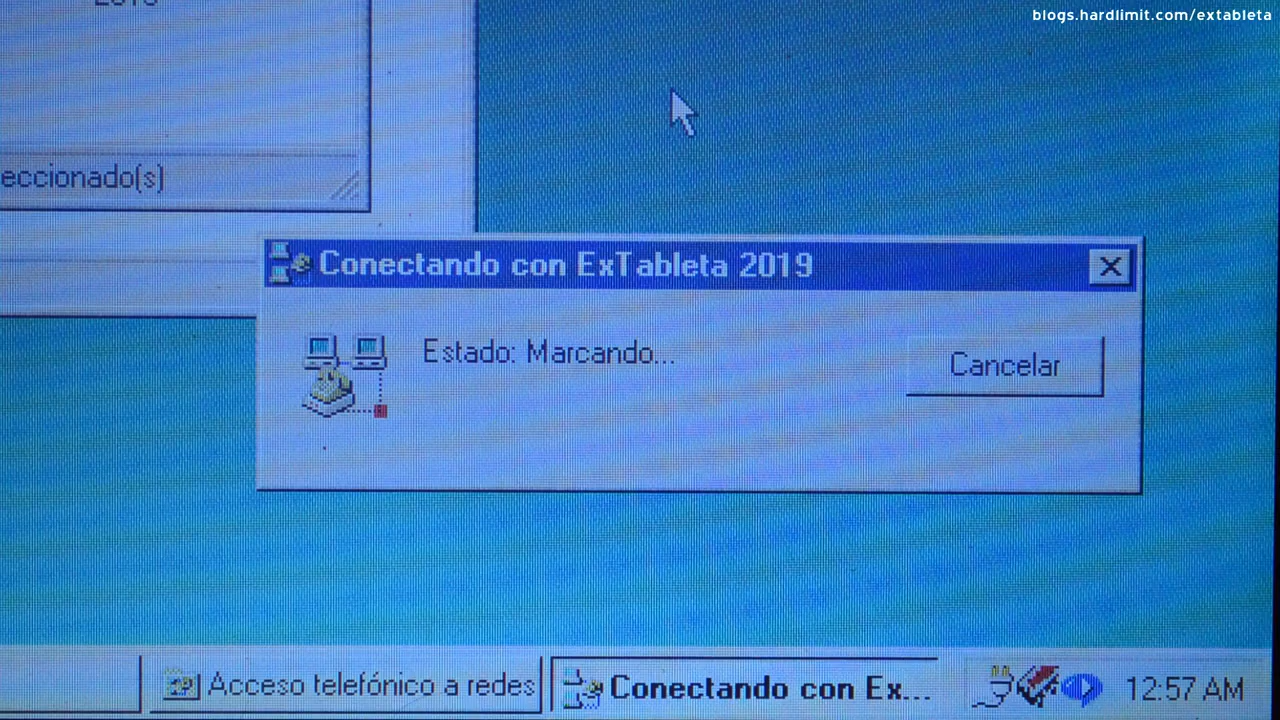 blogs.hardlimit.com/extableta
eccionado(s)
Conectando con ExTableta 2019
Estado: Marcando...
Cancelar
Acceso telefónico a redes
Conectando con Ex...
12:57 AM